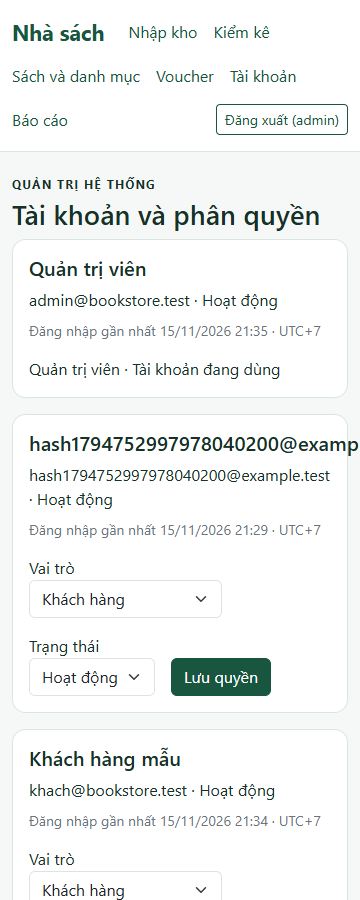 Nhà sách Nhập kho Kiểm kê
Sách và danh mục Voucher Tài khoản
Báo cáo Đăng xuất (admin)
QUẢN TRỊ HỆ THỐNG
Tài khoản và phân quyền
Quản trị viên
admin@bookstore.test · Hoạt động
Đăng nhập gần nhất 15/11/2026 21:35 · UTC+7
Quản trị viên · Tài khoản đang dùng
hash1794752997978040200@examp
hash1794752997978040200@example.test
· Hoạt động
Đăng nhập gần nhất 15/11/2026 21:29 · UTC+7
Vai trò
Khách hàng
Trạng thái
Hoạt động Lưu quyền
Khách hàng mẫu
khach@bookstore.test · Hoạt động
Đăng nhập gần nhất 15/11/2026 21:34 · UTC+7
Vai trò
Khách hàng